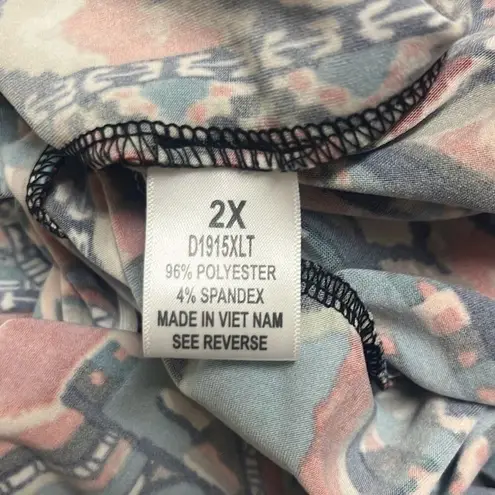 2X
D1915XLT
96% POLYESTER
4% SPANDEX
MADE IN VIET NAM
SEE REVERSE